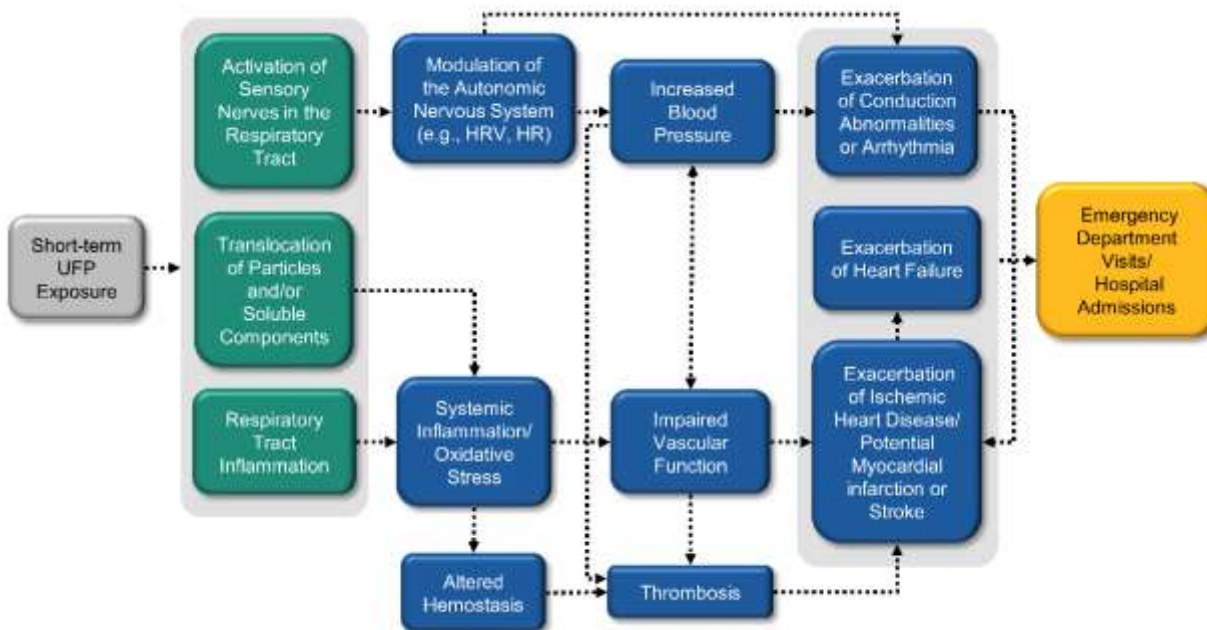 Short-term
UFP
Exposure
Activation of
Sensory
Nerves in the
Respiratory
Tract
Translocation
of Particles
and/or
Soluble
Components
Respiratory
Tract
Inflammation
Modulation of
the Autonomic
Nervous System
(e.g., HRV, HR)
Systemic
Inflammation/
Oxidative
Stress
Altered
Hemostasis
Increased
Blood
Pressure
Impaired
Vascular
Function
Thrombosis
Exacerbation
of Conduction
Abnormalities
or Arrhythmia
Exacerbation
of Heart Failure
Exacerbation
of Ischemic
Heart Disease/
Potential
Myocardial
infarction or
Stroke
Emergency
Department
Visits/
Hospital
Admissions